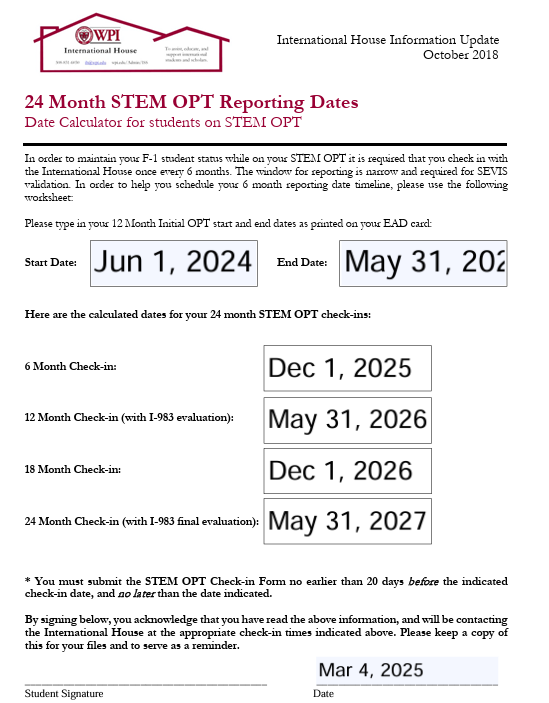 WPI
International House
To assist, educate, and
support international
students and scholars.
International House Information Update
October 2018
24 Month STEM OPT Reporting Dates
Date Calculator for students on STEM OPT
In order to maintain your F-1 student status while on your STEM OPT it is required that you check in with
the International House once every 6 months. The window for reporting is narrow and required for SEVIS
validation. In order to help you schedule your 6 month reporting date timeline, please use the following
worksheet:
Please type in your 12 Month Initial OPT start and end dates as printed on your EAD card:
Start Date: Jun 1, 2024 End Date: May 31, 202
Here are the calculated dates for your 24 month STEM OPT check-ins:
6 Month Check-in: Dec 1, 2025
12 Month Check-in (with I-983 evaluation): May 31, 2026
18 Month Check-in: Dec 1, 2026
24 Month Check-in (with I-983 final evaluation): May 31, 2027
* You must submit the STEM OPT Check-in Form no earlier than 20 days before the indicated
check-in date, and no later than the date indicated.
By signing below, you acknowledge that you have read the above information, and will be contacting
the International House at the appropriate check-in times indicated above. Please keep a copy of
this for your files and to serve as a reminder.
Mar 4, 2025
Student Signature Date